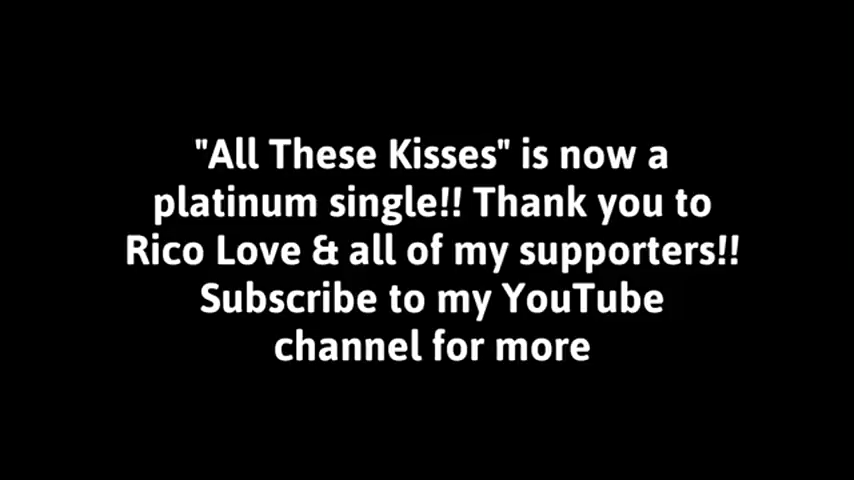 "All These Kisses" is now a
platinum single!! Thank you to
Rico Love & all of my supporters!!
Subscribe to my YouTube
channel for more